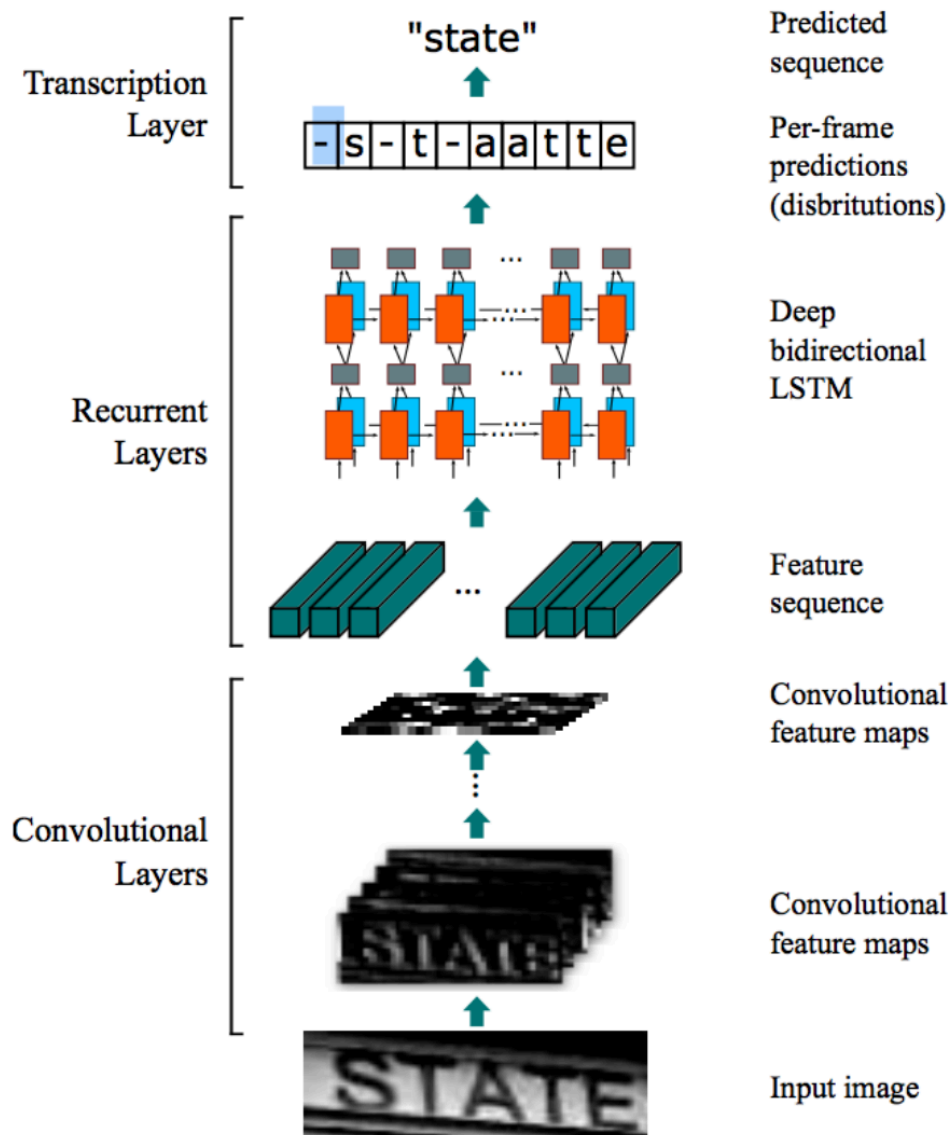 "state"
Predicted
sequence
Transcription
Layer
-s-t-aatte
Per-frame
predictions
(disbritutions)
...
Recurrent
Layers
Deep
bidirectional
LSTM
...
Feature
sequence
Convolutional
feature maps
Convolutional
Layers
STATE
Convolutional
feature maps
STATE
Input image